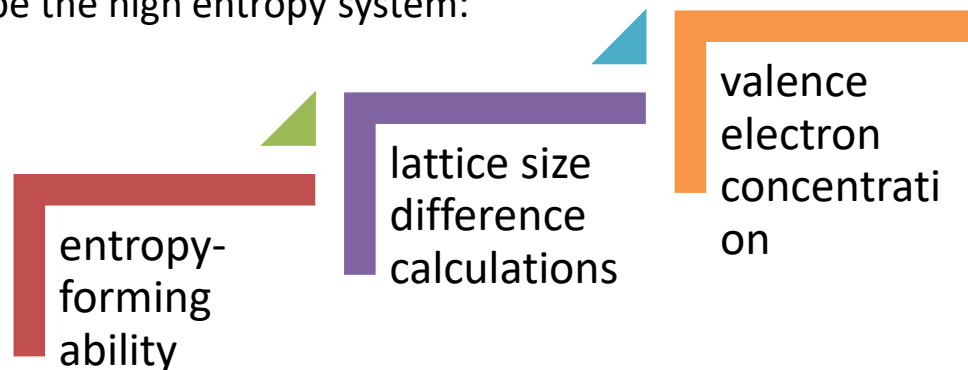 be the high entropy system:
entropy-
forming
ability
lattice size
difference
calculations
valence
electron
concentrati
on